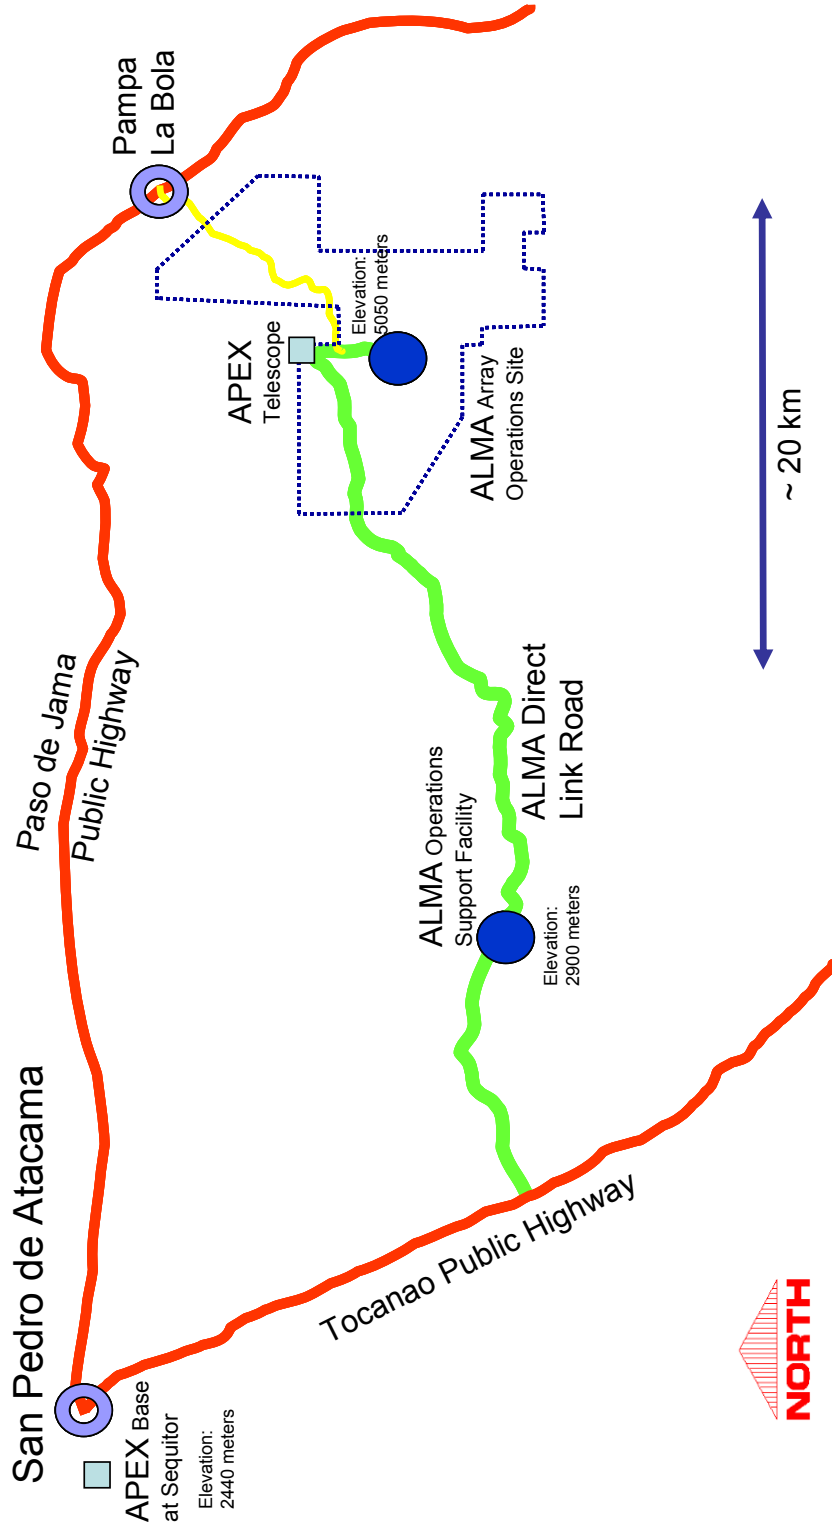 San Pedro de Atacama
APEX Base
at Sequitor
Elevation:
2440 meters
Paso de Jama
Public Highway
Pampa
La Bola
APEX
Telescope
Elevation:
5050 meters
ALMA Array
Operations Site
ALMA Operations
Support Facility
Elevation:
2900 meters
ALMA Direct
Link Road
Tocanao Public Highway
~ 20 km
NORTH